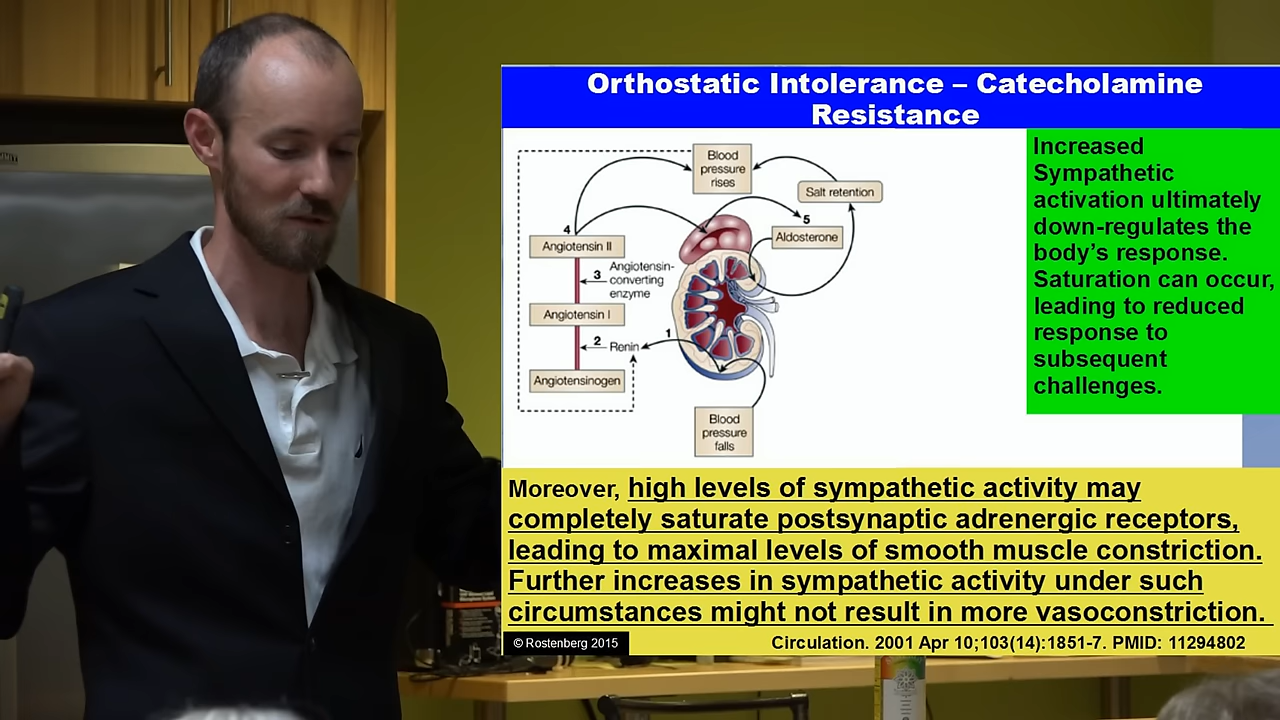 Orthostatic Intolerance – Catecholamine
Resistance
Increased
Sympathetic
activation ultimately
down-regulates the
body's response.
Saturation can occur,
leading to reduced
response to
subsequent
challenges.
Blood
pressure
rises
Salt retention
5
Aldosterone
4
Angiotensin II
3
Angiotensin-
converting
enzyme
Angiotensin I
2
Renin
1
Angiotensinogen
Blood
pressure
falls
Moreover, high levels of sympathetic activity may
completely saturate postsynaptic adrenergic receptors,
leading to maximal levels of smooth muscle constriction.
Further increases in sympathetic activity under such
circumstances might not result in more vasoconstriction.
© Rostenberg 2015
Circulation. 2001 Apr 10;103(14):1851-7. PMID: 11294802